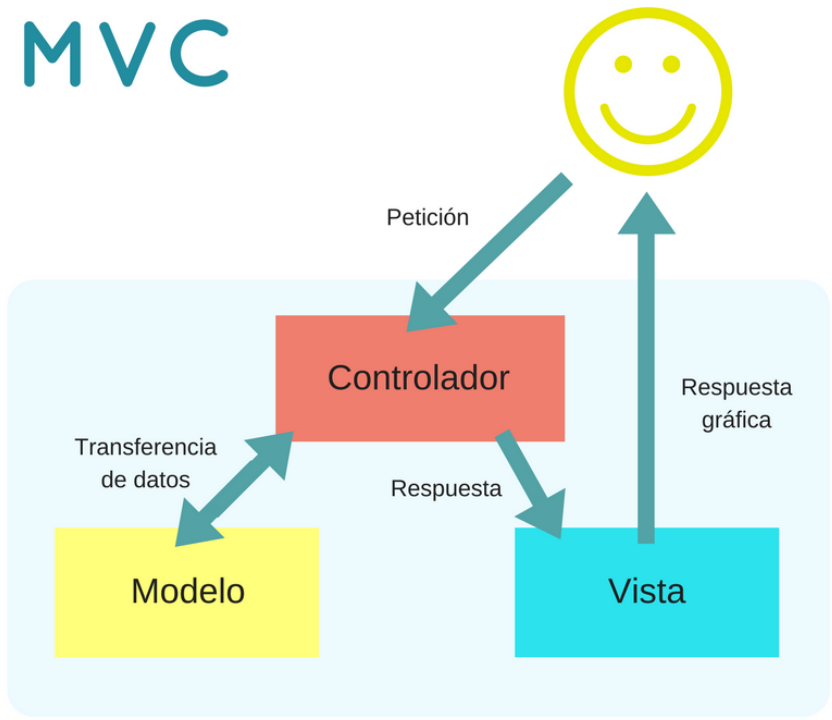 MVC
Petición
Controlador
Respuesta
gráfica
Transferencia
de datos
Respuesta
Modelo
Vista